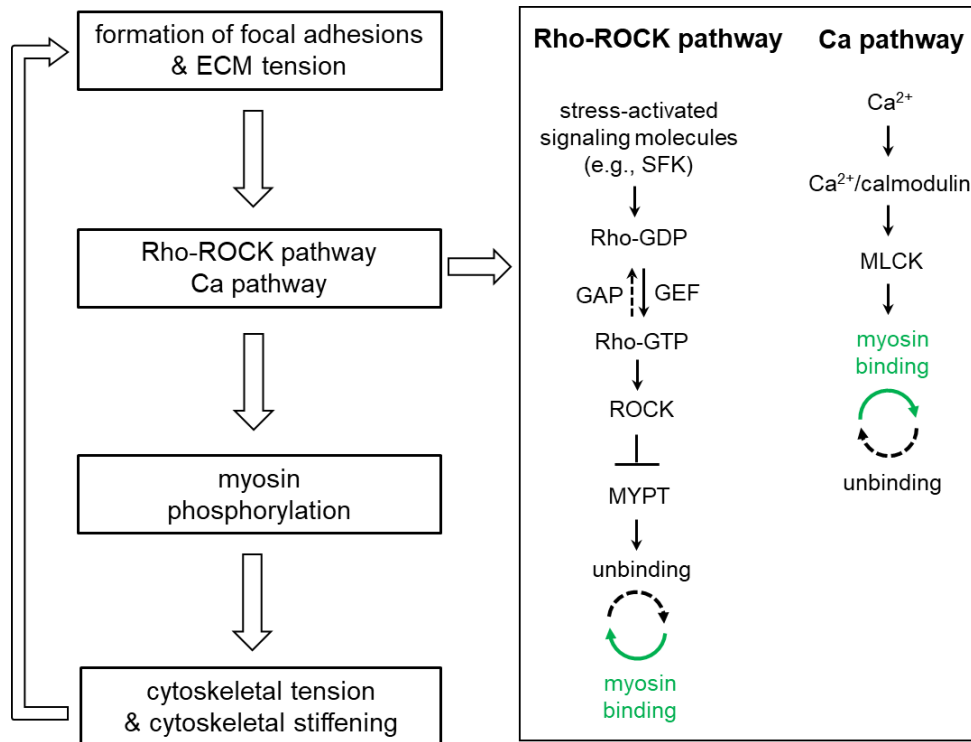 formation of focal adhesions
& ECM tension
Rho-ROCK pathway
Ca pathway
myosin
phosphorylation
cytoskeletal tension
& cytoskeletal stiffening
Rho-ROCK pathway
stress-activated
signaling molecules
(e.g., SFK)
Rho-GDP
GAP
GEF
Rho-GTP
ROCK
MYPT
unbinding
myosin
binding
Ca pathway
Ca²⁺
Ca²⁺/calmodulin
MLCK
myosin
binding
unbinding